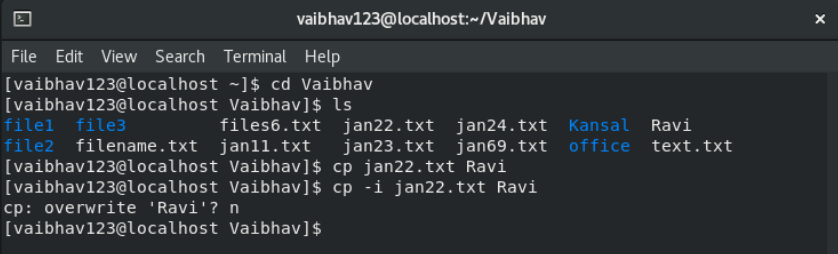 vaibhav123@localhost:~/Vaibhav
File Edit View Search Terminal Help
[vaibhav123@localhost ~]$ cd Vaibhav
[vaibhav123@localhost Vaibhav]$ ls
file1 file3 files6.txt jan22.txt jan24.txt Kansal Ravi
file2 filename.txt jan11.txt jan23.txt jan69.txt office text.txt
[vaibhav123@localhost Vaibhav]$ cp jan22.txt Ravi
[vaibhav123@localhost Vaibhav]$ cp -i jan22.txt Ravi
cp: overwrite 'Ravi'? n
[vaibhav123@localhost Vaibhav]$